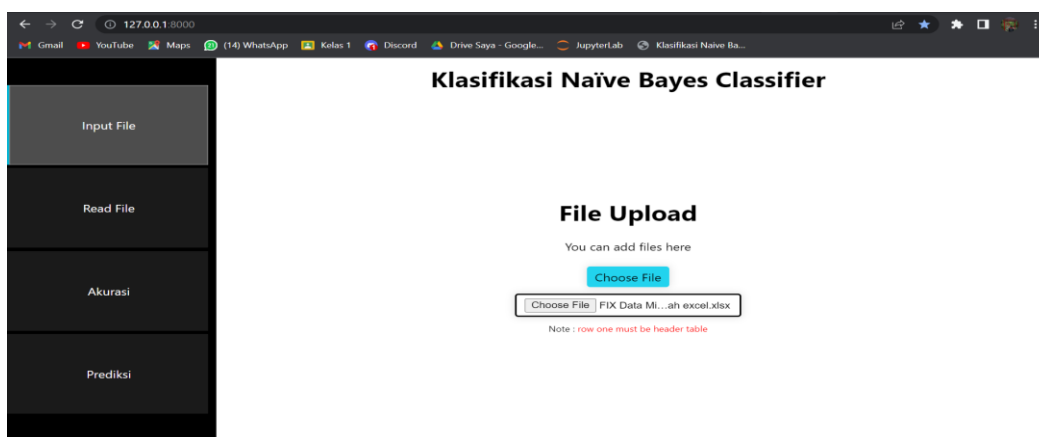 127.0.0.1:8000
Gmail YouTube Maps (14) WhatsApp Kelas 1 Discord Drive Saya - Google... JupyterLab Klasifikasi Naive Ba...
Klasifikasi Naïve Bayes Classifier
Input File
Read File
Akurasi
Prediksi
File Upload
You can add files here
Choose File
Choose File FIX Data Mi...ah excel.xlsx
Note : row one must be header table